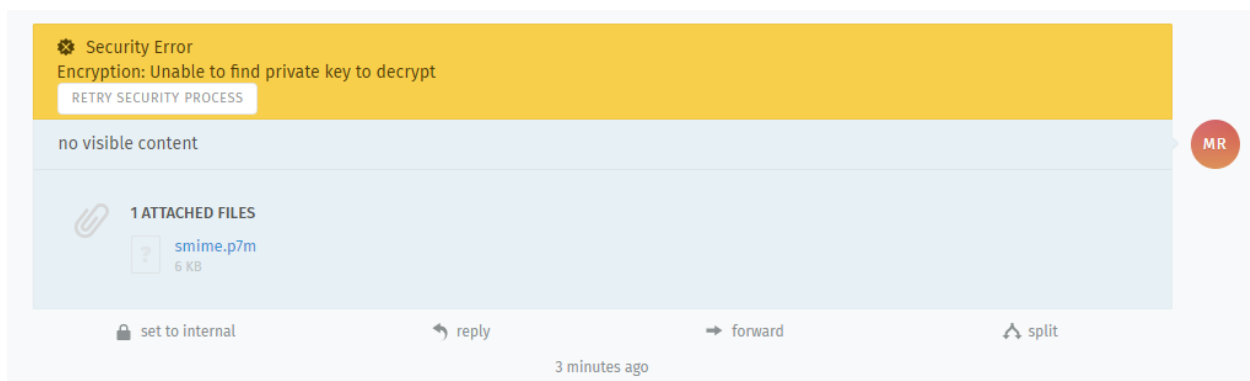 Security Error
Encryption: Unable to find private key to decrypt
RETRY SECURITY PROCESS
no visible content
MR
1 ATTACHED FILES
?
smime.p7m
6 KB
set to internal reply forward split
3 minutes ago